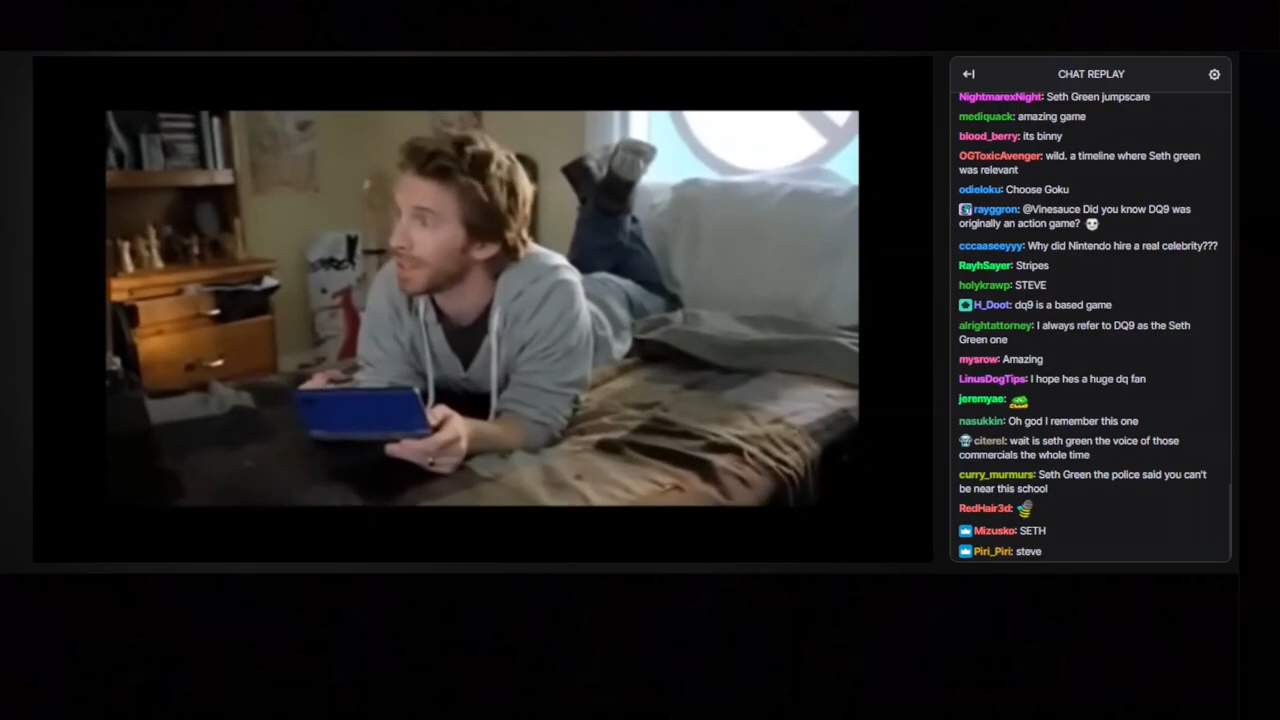 CHAT REPLAY
NightmarexNight: Seth Green jumpscare
mediquack: amazing game
blood_berry: its binny
OGToxicAvenger: wild. a timeline where Seth green
was relevant
odieloku: Choose Goku
rayggron: @Vinesauce Did you know DQ9 was
originally an action game?
cccaaseeyyy: Why did Nintendo hire a real celebrity???
RayhSayer: Stripes
holykrawp: STEVE
H_Doot: dq9 is a based game
alrightattorney: I always refer to DQ9 as the Seth
Green one
mysrow: Amazing
LinusDogTips: I hope hes a huge dq fan
jeremyae:
nasukkin: Oh god I remember this one
citerel: wait is seth green the voice of those
commercials the whole time
curry_murmurs: Seth Green the police said you can't
be near this school
RedHair3d:
Mizusko: SETH
Piri_Piri: steve